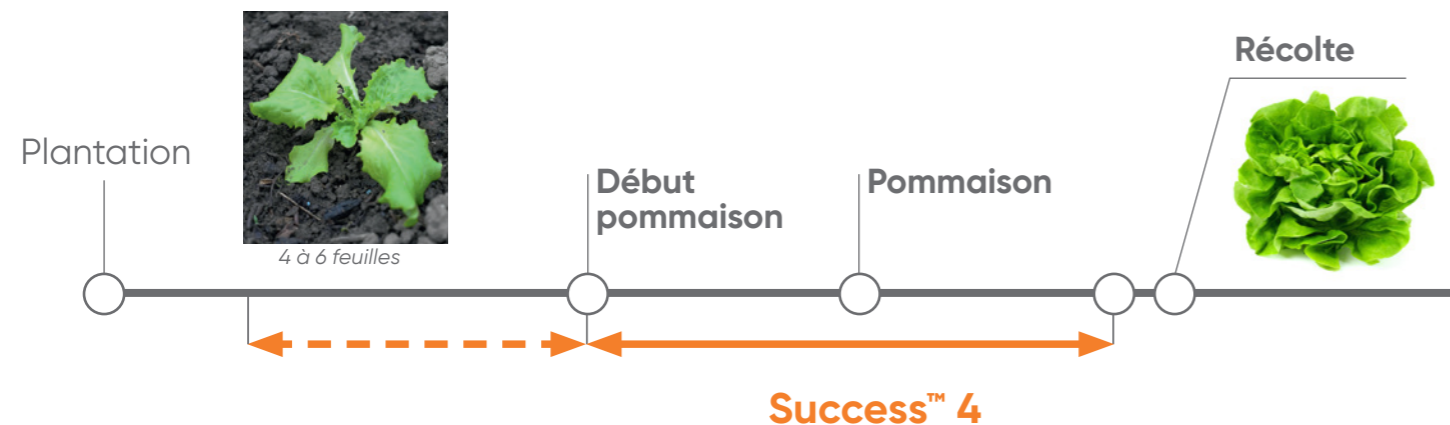 Plantation
4 à 6 feuilles
Début
pommaison
Pommaison
Récolte
Success™ 4